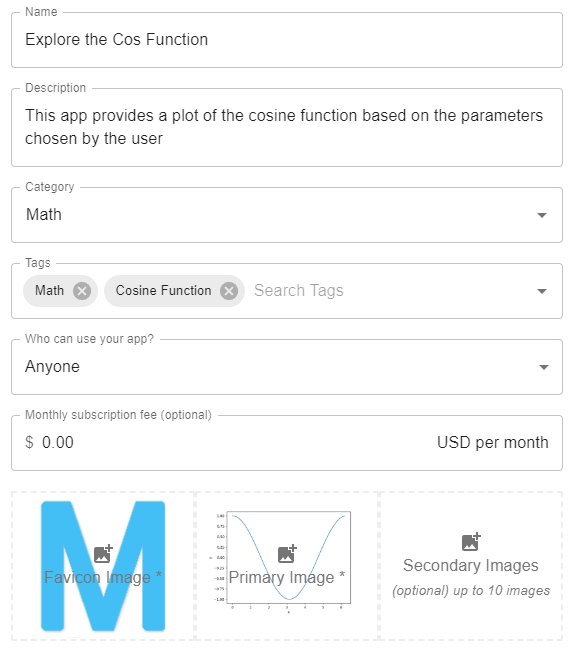 Name
Explore the Cos Function
Description
This app provides a plot of the cosine function based on the parameters
chosen by the user
Category
Math
Tags
Math
Cosine Function
Search Tags
Who can use your app?
Anyone
Monthly subscription fee (optional)
$ 0.00
USD per month
M
Favicon Image *
Primary Image *
Secondary Images
(optional) up to 10 images